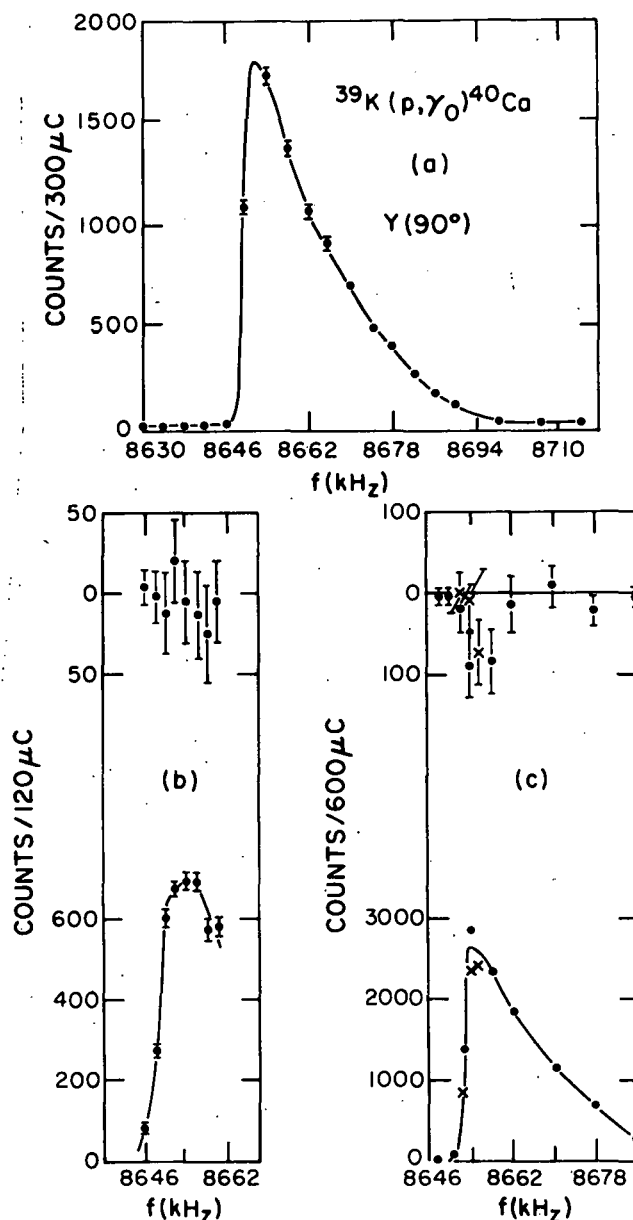 2000
1500
1000
500
0
COUNTS/300μC
³⁹K(p,γ₀)⁴⁰Ca
(a)
Y(90°)
8630 8646 8662 8678 8694 8710
f(kHz)
50
0
50
(b)
600
400
200
0
COUNTS/120μC
8646 8662
f(kHz)
100
0
100
(c)
3000
2000
1000
0
COUNTS/600μC
8646 8662 8678
f(kHz)